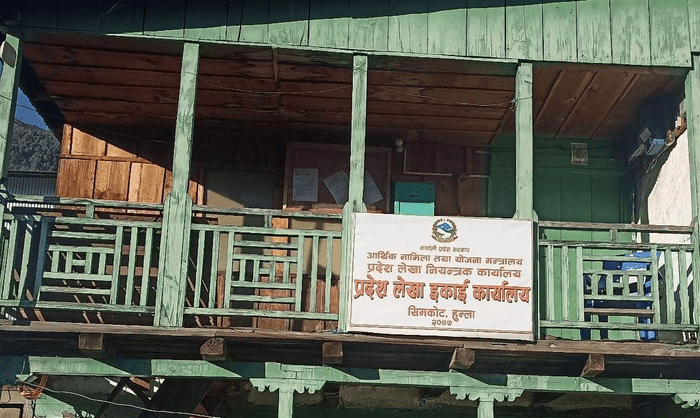 कर्णाली प्रदेश सरकार
आर्थिक मामिला तथा योजना मन्त्रालय
प्रदेश लेखा नियन्त्रक कार्यालय
प्रदेश लेखा इकाई कार्यालय
सिमकोट, हुम्ला
२०७७